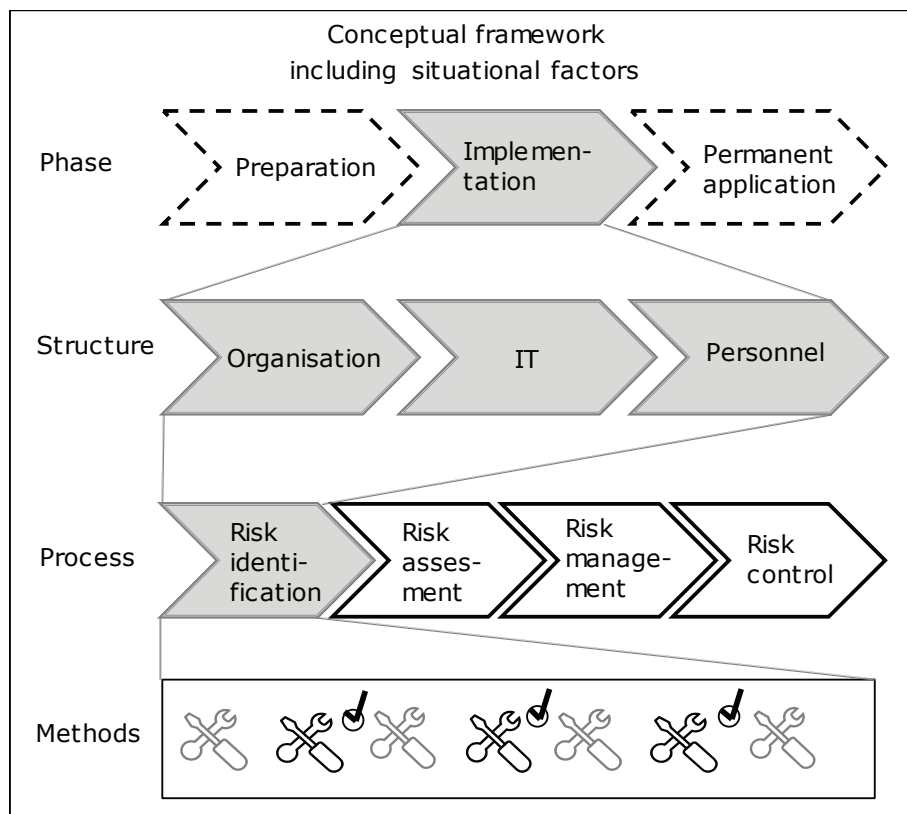 Conceptual framework
including situational factors
Phase
Preparation
Implemen-
tation
Permanent
application
Structure
Organisation
IT
Personnel
Process
Risk
identi-
fication
Risk
asses-
ment
Risk
manage-
ment
Risk
control
Methods